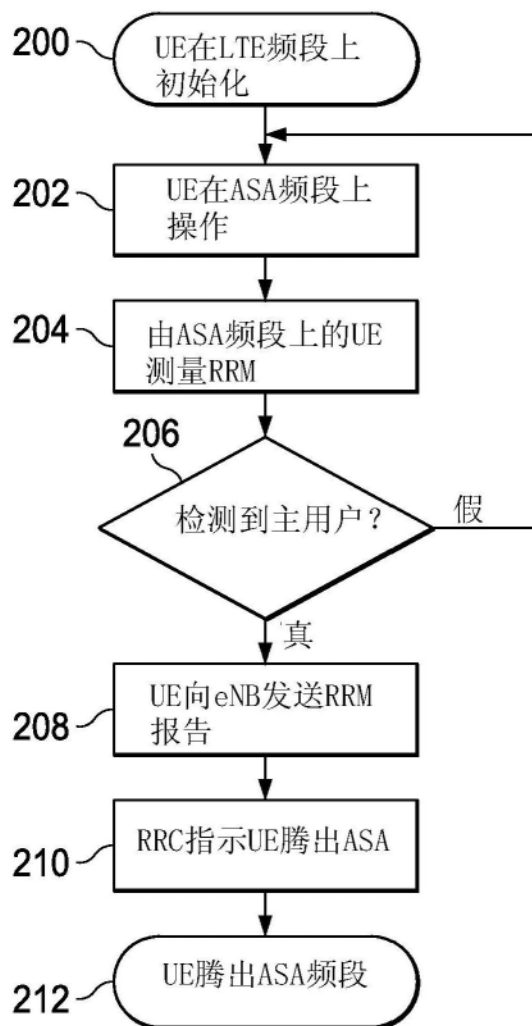 200
UE在LTE频段上
初始化
202
UE在ASA频段上
操作
204
由ASA频段上的UE
测量RRM
206
检测到主用户?
假
真
208
UE向eNB发送RRM
报告
210
RRC指示UE腾出ASA
212
UE腾出ASA频段